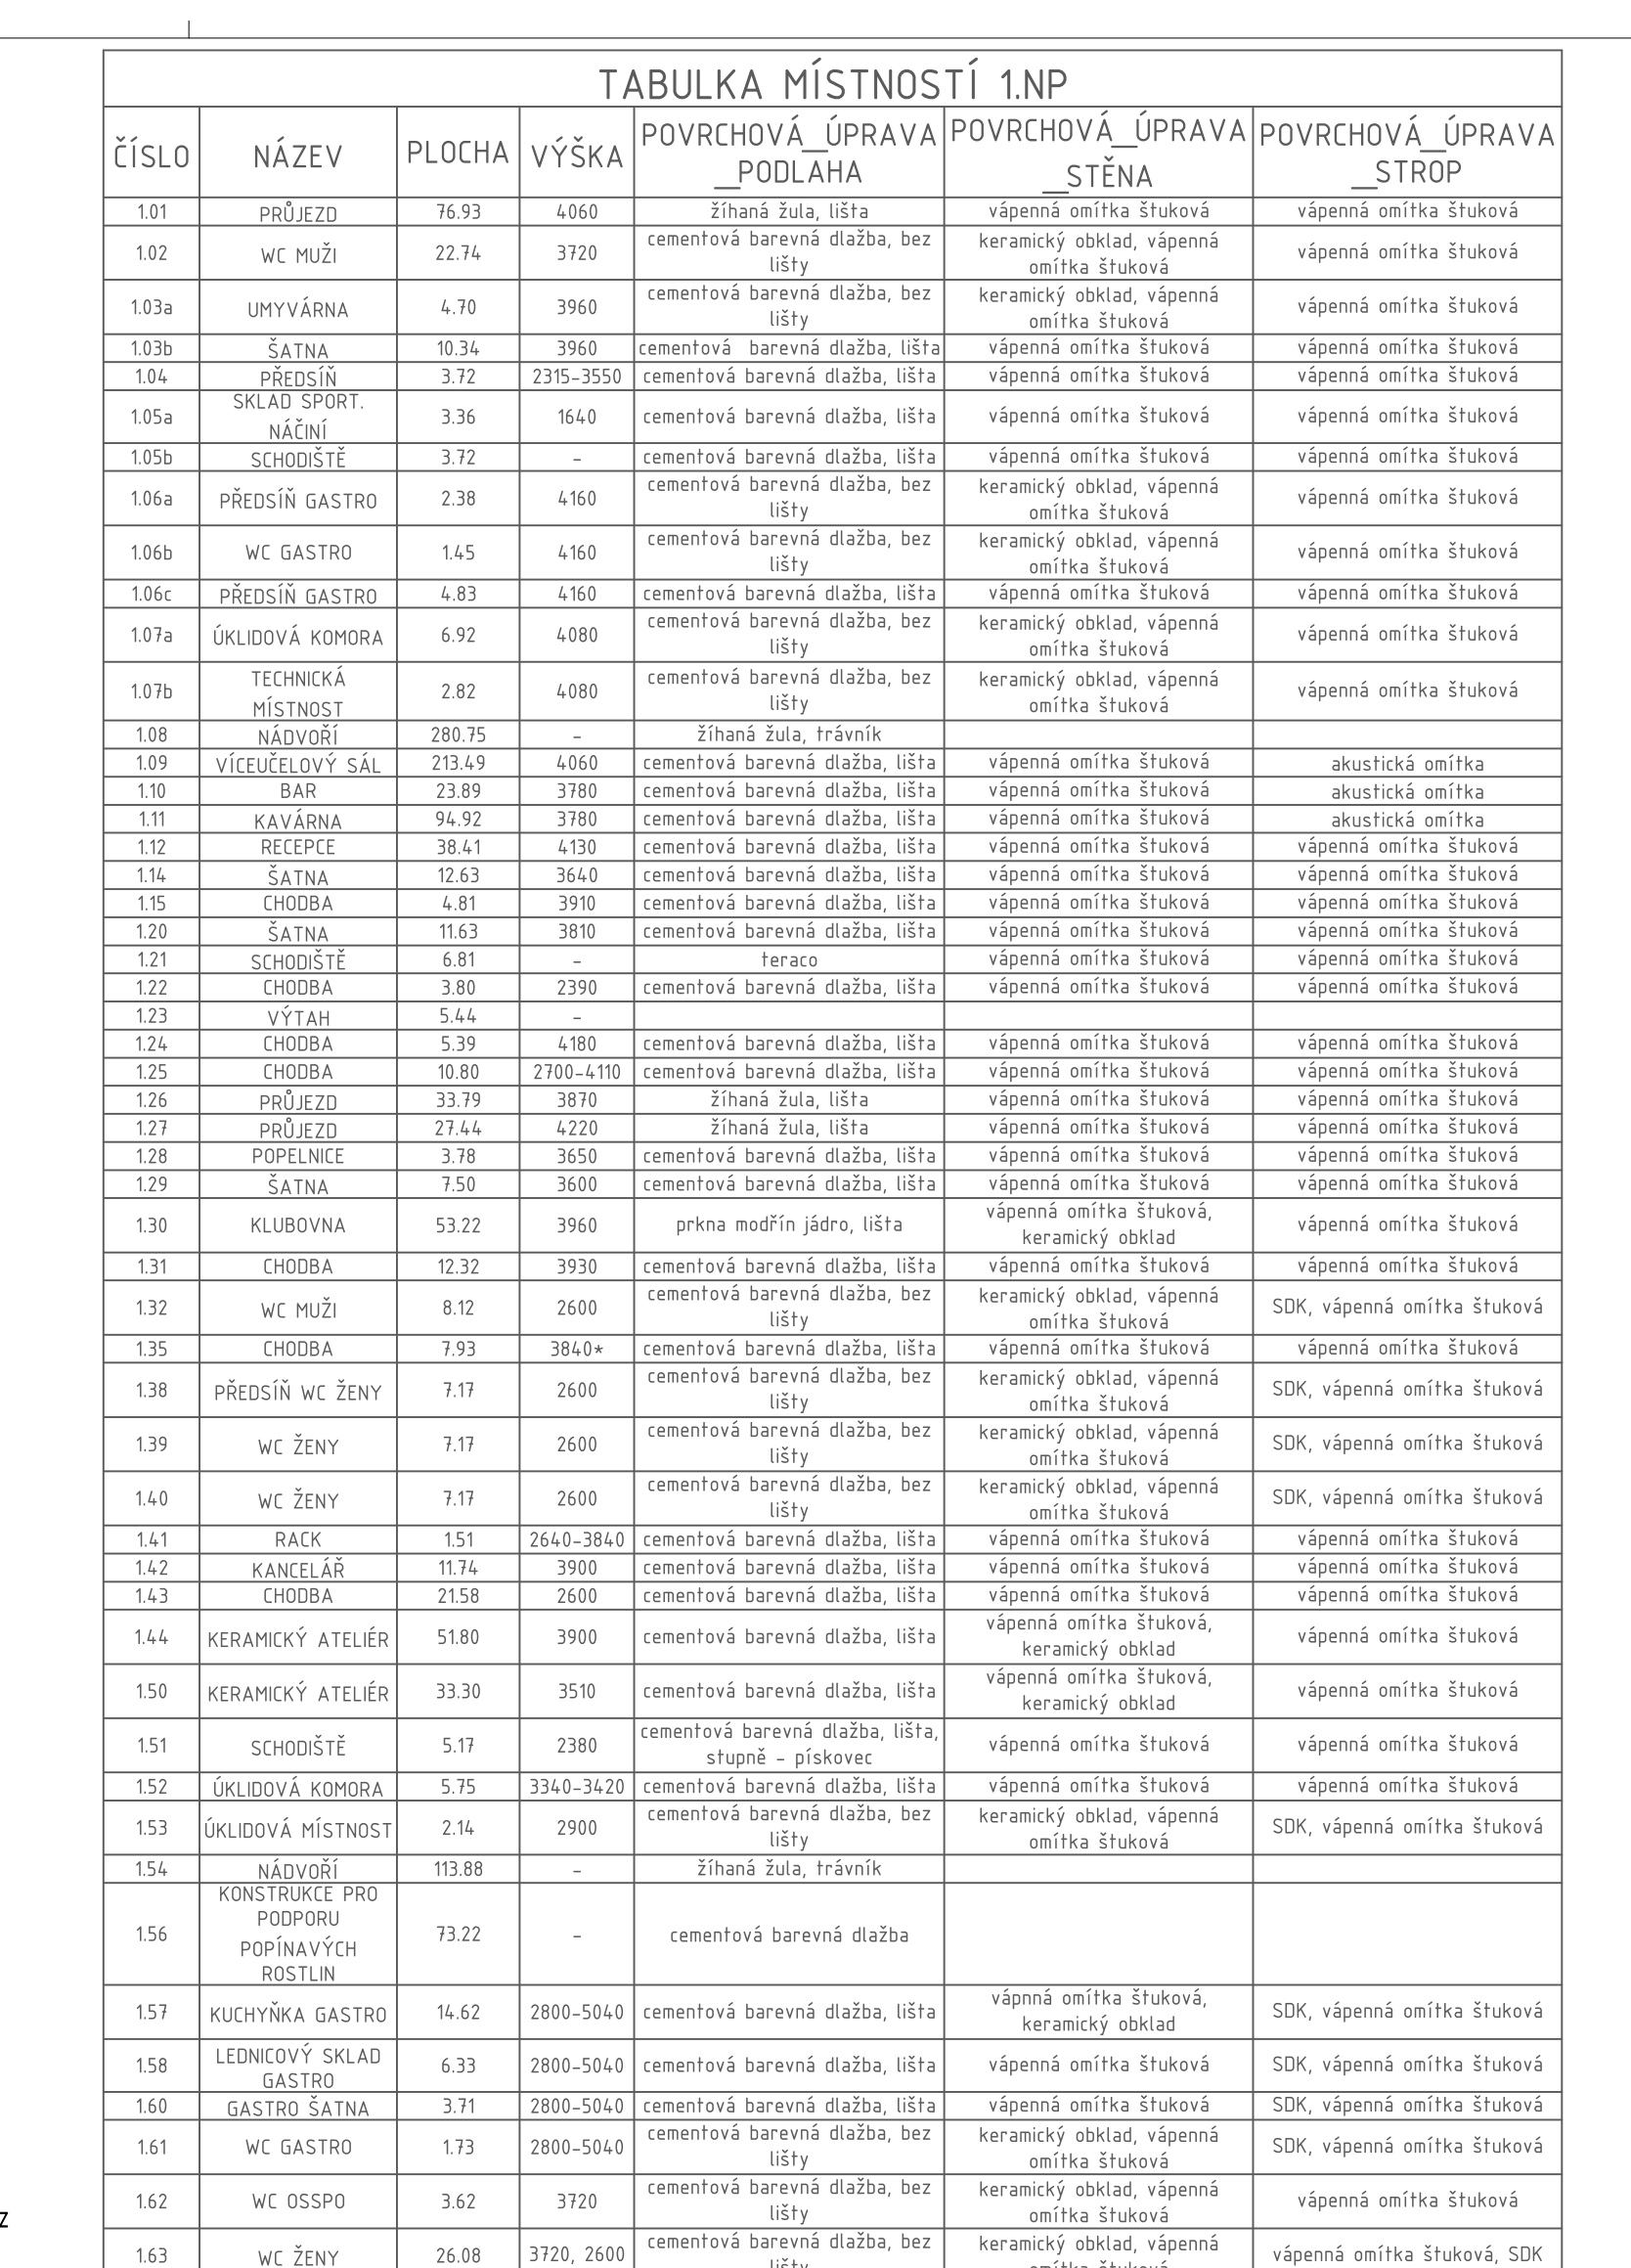 TABULKA MÍSTNOSTÍ 1.NP
ČÍSLO NÁZEV PLOCHA VÝŠKA POVRCHOVÁ_ÚPRAVA_PODLAHA POVRCHOVÁ_ÚPRAVA_STĚNA POVRCHOVÁ_ÚPRAVA_STROP
1.01 PRŮJEZD 76.93 4060 žíhaná žula, lišta vápenná omítka štuková vápenná omítka štuková
1.02 WC MUŽI 22.74 3720 cementová barevná dlažba, bez lišty keramický obklad, vápenná omítka štuková vápenná omítka štuková
1.03a UMYVÁRNA 4.70 3960 cementová barevná dlažba, bez lišty keramický obklad, vápenná omítka štuková vápenná omítka štuková
1.03b ŠATNA 10.34 3960 cementová barevná dlažba, lišta vápenná omítka štuková vápenná omítka štuková
1.04 PŘEDSÍŇ 3.72 2315-3550 cementová barevná dlažba, lišta vápenná omítka štuková vápenná omítka štuková
1.05a SKLAD SPORT. NÁČINÍ 3.36 1640 cementová barevná dlažba, lišta vápenná omítka štuková vápenná omítka štuková
1.05b SCHODIŠTĚ 3.72 - cementová barevná dlažba, lišta vápenná omítka štuková vápenná omítka štuková
1.06a PŘEDSÍŇ GASTRO 2.38 4160 cementová barevná dlažba, bez lišty keramický obklad, vápenná omítka štuková vápenná omítka štuková
1.06b WC GASTRO 1.45 4160 cementová barevná dlažba, bez lišty keramický obklad, vápenná omítka štuková vápenná omítka štuková
1.06c PŘEDSÍŇ GASTRO 4.83 4160 cementová barevná dlažba, lišta vápenná omítka štuková vápenná omítka štuková
1.07a ÚKLIDOVÁ KOMORA 6.92 4080 cementová barevná dlažba, bez lišty keramický obklad, vápenná omítka štuková vápenná omítka štuková
1.07b TECHNICKÁ MÍSTNOST 2.82 4080 cementová barevná dlažba, bez lišty keramický obklad, vápenná omítka štuková vápenná omítka štuková
1.08 NÁDVOŘÍ 280.75 - žíhaná žula, trávník
1.09 VÍCEUČELOVÝ SÁL 213.49 4060 cementová barevná dlažba, lišta vápenná omítka štuková akustická omítka
1.10 BAR 23.89 3780 cementová barevná dlažba, lišta vápenná omítka štuková akustická omítka
1.11 KAVÁRNA 94.92 3780 cementová barevná dlažba, lišta vápenná omítka štuková akustická omítka
1.12 RECEPCE 38.41 4130 cementová barevná dlažba, lišta vápenná omítka štuková vápenná omítka štuková
1.14 ŠATNA 12.63 3640 cementová barevná dlažba, lišta vápenná omítka štuková vápenná omítka štuková
1.15 CHODBA 4.81 3910 cementová barevná dlažba, lišta vápenná omítka štuková vápenná omítka štuková
1.20 ŠATNA 11.63 3810 cementová barevná dlažba, lišta vápenná omítka štuková vápenná omítka štuková
1.21 SCHODIŠTĚ 6.81 - teraco vápenná omítka štuková vápenná omítka štuková
1.22 CHODBA 3.80 2390 cementová barevná dlažba, lišta vápenná omítka štuková vápenná omítka štuková
1.23 VÝTAH 5.44 -
1.24 CHODBA 5.39 4180 cementová barevná dlažba, lišta vápenná omítka štuková vápenná omítka štuková
1.25 CHODBA 10.80 2700-4110 cementová barevná dlažba, lišta vápenná omítka štuková vápenná omítka štuková
1.26 PRŮJEZD 33.79 3870 žíhaná žula, lišta vápenná omítka štuková vápenná omítka štuková
1.27 PRŮJEZD 27.44 4220 žíhaná žula, lišta vápenná omítka štuková vápenná omítka štuková
1.28 POPELNICE 3.78 3650 cementová barevná dlažba, lišta vápenná omítka štuková vápenná omítka štuková
1.29 ŠATNA 7.50 3600 cementová barevná dlažba, lišta vápenná omítka štuková vápenná omítka štuková
1.30 KLUBOVNA 53.22 3960 prkna modřín jádro, lišta vápenná omítka štuková, keramický obklad vápenná omítka štuková
1.31 CHODBA 12.32 3930 cementová barevná dlažba, lišta vápenná omítka štuková vápenná omítka štuková
1.32 WC MUŽI 8.12 2600 cementová barevná dlažba, bez lišty keramický obklad, vápenná omítka štuková SDK, vápenná omítka štuková
1.35 CHODBA 7.93 3840* cementová barevná dlažba, lišta vápenná omítka štuková vápenná omítka štuková
1.38 PŘEDSÍŇ WC ŽENY 7.17 2600 cementová barevná dlažba, bez lišty keramický obklad, vápenná omítka štuková SDK, vápenná omítka štuková
1.39 WC ŽENY 7.17 2600 cementová barevná dlažba, bez lišty keramický obklad, vápenná omítka štuková SDK, vápenná omítka štuková
1.40 WC ŽENY 7.17 2600 cementová barevná dlažba, bez lišty keramický obklad, vápenná omítka štuková SDK, vápenná omítka štuková
1.41 RACK 1.51 2640-3840 cementová barevná dlažba, lišta vápenná omítka štuková vápenná omítka štuková
1.42 KANCELÁŘ 11.74 3900 cementová barevná dlažba, lišta vápenná omítka štuková vápenná omítka štuková
1.43 CHODBA 21.58 2600 cementová barevná dlažba, lišta vápenná omítka štuková vápenná omítka štuková
1.44 KERAMICKÝ ATELIÉR 51.80 3900 cementová barevná dlažba, lišta vápenná omítka štuková, keramický obklad vápenná omítka štuková
1.50 KERAMICKÝ ATELIÉR 33.30 3510 cementová barevná dlažba, lišta vápenná omítka štuková, keramický obklad vápenná omítka štuková
1.51 SCHODIŠTĚ 5.17 2380 cementová barevná dlažba, lišta, stupně - pískovec vápenná omítka štuková vápenná omítka štuková
1.52 ÚKLIDOVÁ KOMORA 5.75 3340-3420 cementová barevná dlažba, lišta vápenná omítka štuková vápenná omítka štuková
1.53 ÚKLIDOVÁ MÍSTNOST 2.14 2900 cementová barevná dlažba, bez lišty keramický obklad, vápenná omítka štuková SDK, vápenná omítka štuková
1.54 NÁDVOŘÍ 113.88 - žíhaná žula, trávník
1.56 KONSTRUKCE PRO PODPORU POPÍNAVÝCH ROSTLIN 73.22 - cementová barevná dlažba
1.57 KUCHYŇKA GASTRO 14.62 2800-5040 cementová barevná dlažba, lišta vápnná omítka štuková, keramický obklad SDK, vápenná omítka štuková
1.58 LEDNICOVÝ SKLAD GASTRO 6.33 2800-5040 cementová barevná dlažba, lišta vápenná omítka štuková SDK, vápenná omítka štuková
1.60 GASTRO ŠATNA 3.71 2800-5040 cementová barevná dlažba, lišta vápenná omítka štuková SDK, vápenná omítka štuková
1.61 WC GASTRO 1.73 2800-5040 cementová barevná dlažba, bez lišty keramický obklad, vápenná omítka štuková SDK, vápenná omítka štuková
1.62 WC OSSPO 3.62 3720 cementová barevná dlažba, bez lišty keramický obklad, vápenná omítka štuková vápenná omítka štuková
z
1.63 WC ŽENY 26.08 3720, 2600 cementová barevná dlažba, bez keramický obklad, vápenná vápenná omítka štuková, SDK